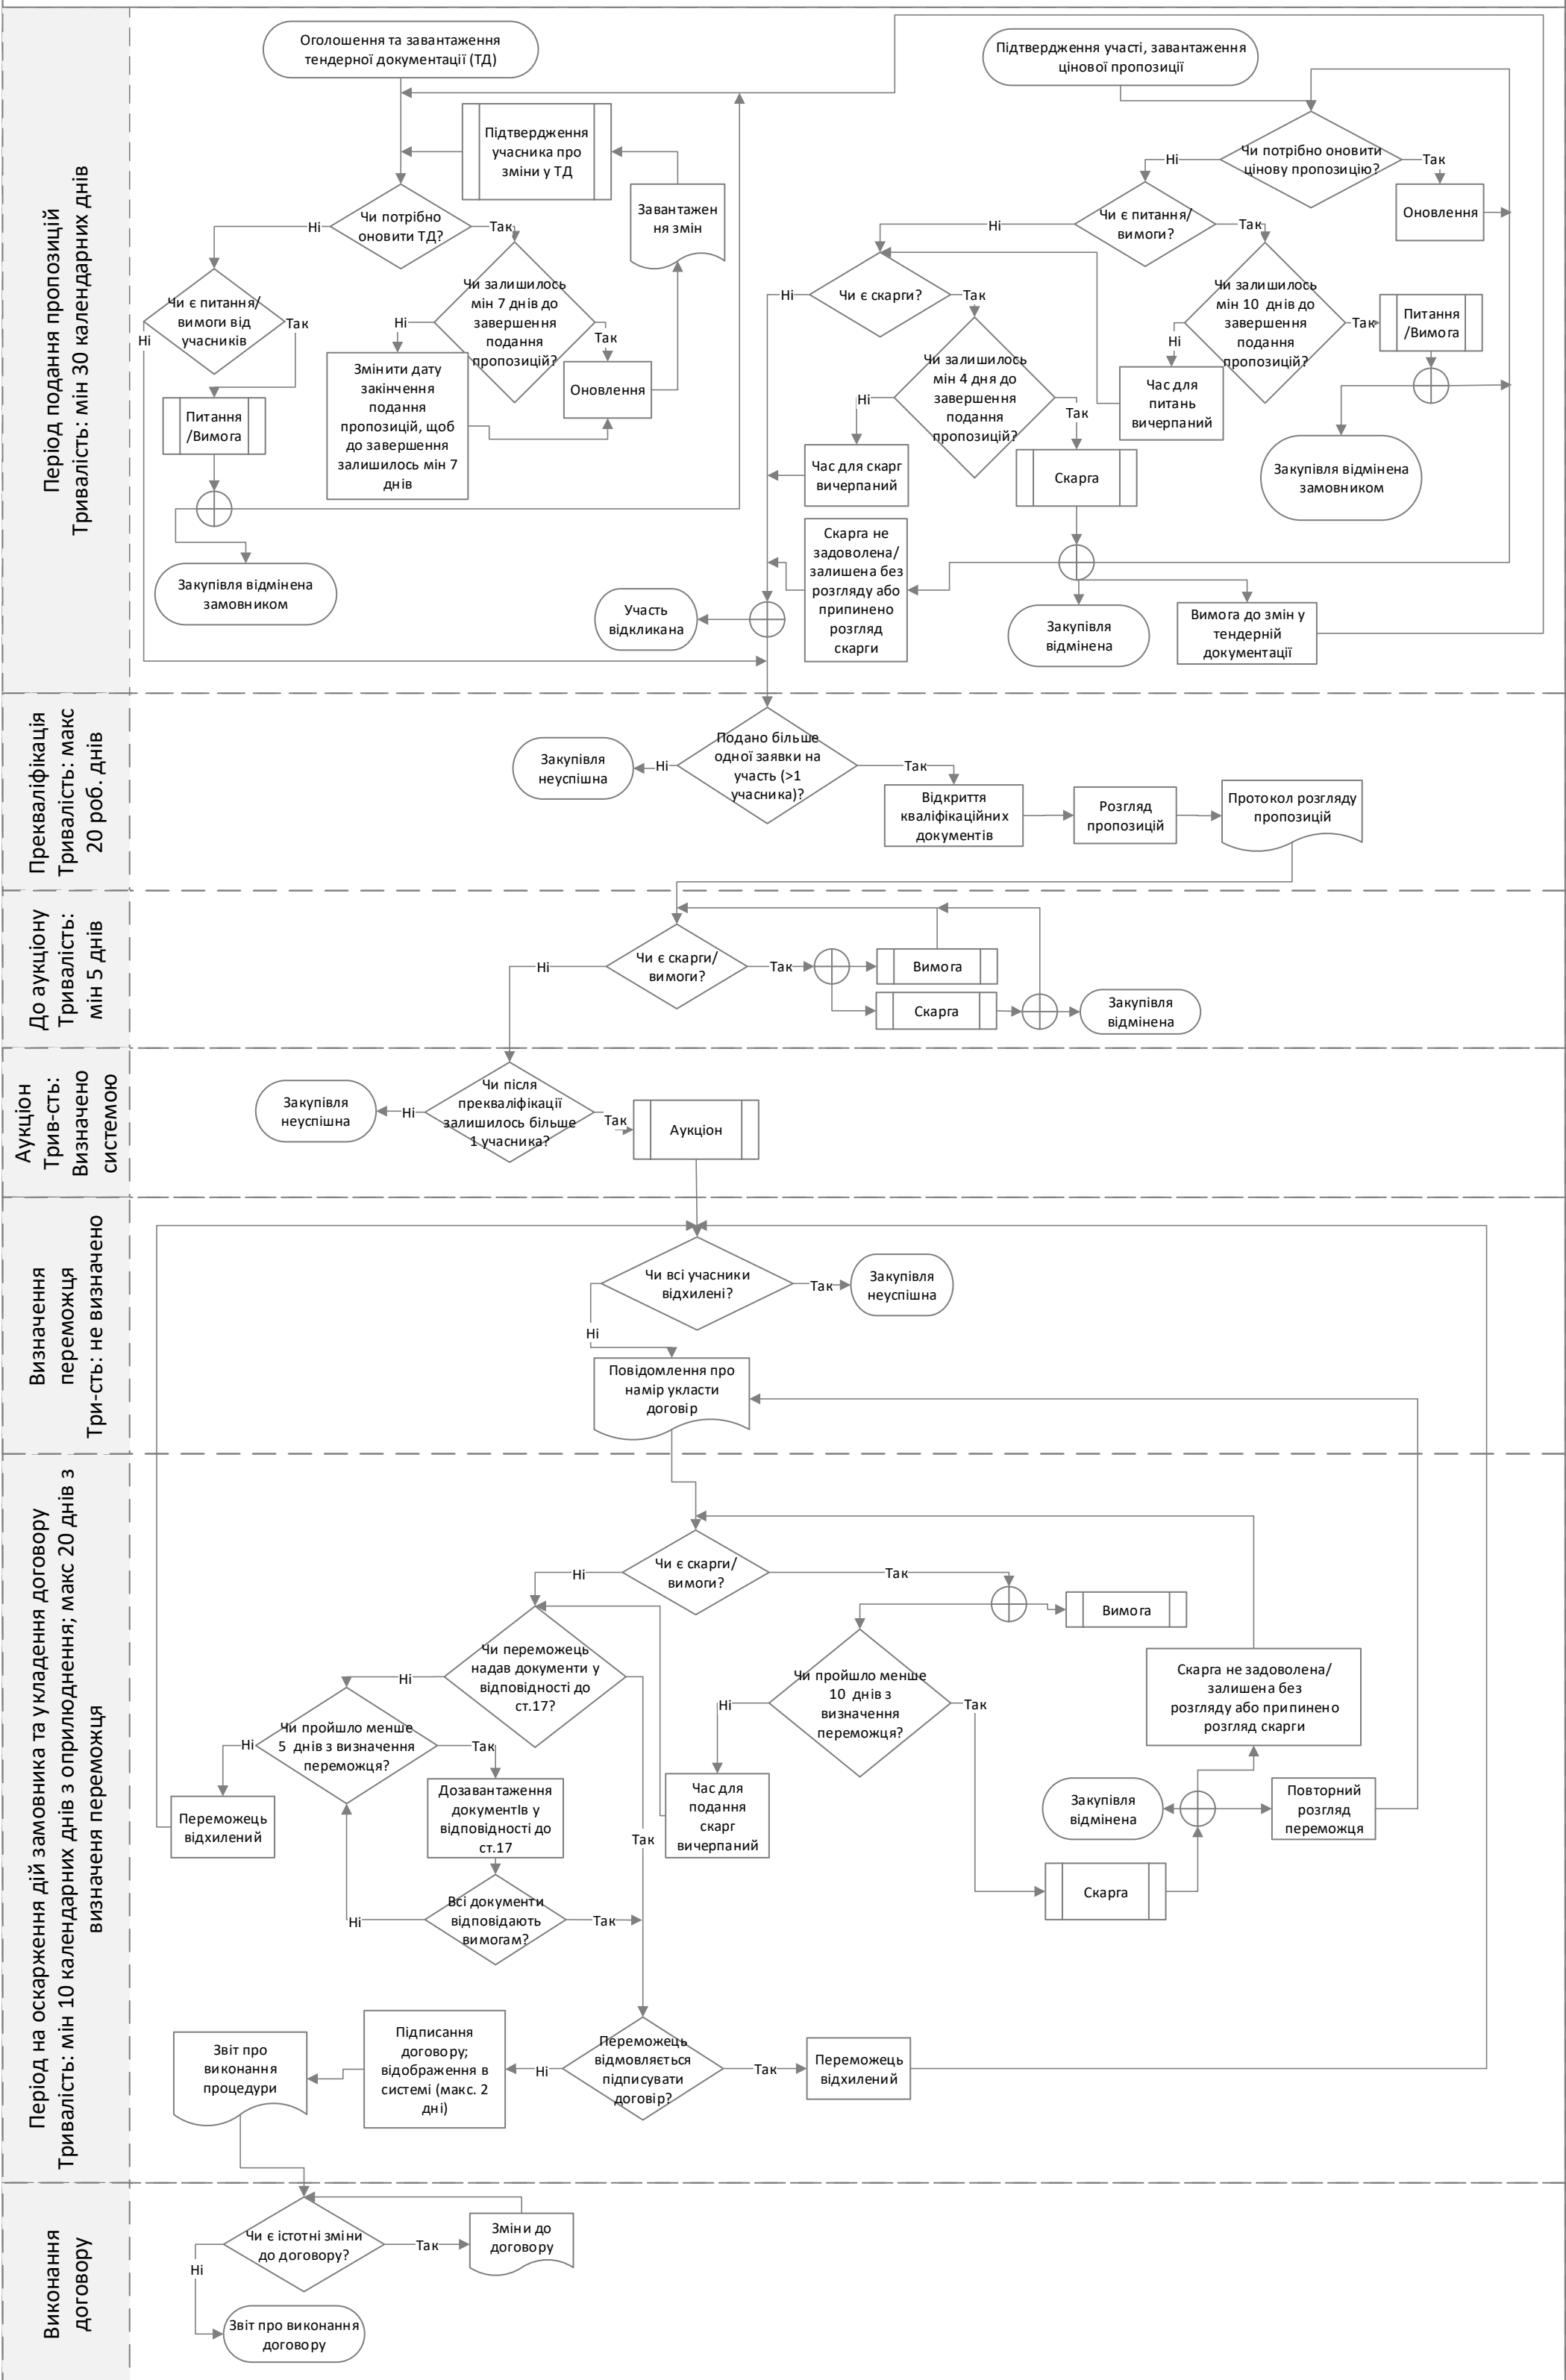 Період подання пропозицій
Тривалість: мін 30 календарних днів
Оголошення та завантаження
тендерної документації (ТД)
Підтвердження
учасника про
зміни у ТД
Завантажен
ня змін
Чи потрібно
оновити ТД?
Ні
Так
Чи є питання/
вимоги від
учасників
Так
Ні
Чи залишилось
мін 7 днів до
завершення
подання
пропозицій?
Ні
Так
Змінити дату
закінчення
подання
пропозицій, щоб
до завершення
залишилось мін 7
днів
Оновлення
Питання
/Вимога
Закупівля відмінена
замовником
Підтвердження участі, завантаження
цінової пропозиції
Чи потрібно оновити
цінову пропозицію?
Ні
Так
Оновлення
Чи є питання/
вимоги?
Ні
Так
Чи є скарги?
Ні
Так
Чи залишилось
мін 10  днів до
завершення
подання
пропозицій?
Так
Ні
Питання
/Вимога
Час для
питань
вичерпаний
Закупівля відмінена
замовником
Чи залишилось
мін 4 дня до
завершення
подання
пропозицій?
Ні
Так
Час для скарг
вичерпаний
Скарга
Скарга не
задоволена/
залишена без
розгляду або
припинено
розгляд
скарги
Участь
відкликана
Закупівля
відмінена
Вимога до змін у
тендерній
документації
Прекваліфікація
Тривалість: макс
20 роб. днів
Подано більше
одної заявки на
участь (>1
учасника)?
Ні
Закупівля
неуспішна
Так
Відкриття
кваліфікаційних
документів
Розгляд
пропозицій
Протокол розгляду
пропозицій
До аукціону
Тривалість:
мін 5 днів
Чи є скарги/
вимоги?
Ні
Так
Вимога
Скарга
Закупівля
відмінена
Аукціон
Трив-сть:
Визначено
системою
Чи після
прекваліфікації
залишилось більше
1 учасника?
Ні
Закупівля
неуспішна
Так
Аукціон
Визначення
переможця
Три-сть: не визначено
Чи всі учасники
відхилені?
Так
Закупівля
неуспішна
Ні
Повідомлення про
намір укласти
договір
Період на оскарження дій замовника та укладення договору
Тривалість: мін 10 календарних днів з оприлюднення; макс 20 днів з
визначеня переможця
Чи є скарги/
вимоги?
Ні
Так
Вимога
Чи переможець
надав документи у
відповідності до
ст.17?
Ні
Так
Чи пройшло менше
5  днів з визначення
переможця?
Ні
Так
Переможець
відхилений
Дозавантаження
документів у
відповідності до
ст.17
Всі документи
відповідають
вимогам?
Ні
Так
Чи пройшло менше
10  днів з
визначення
переможця?
Ні
Так
Час для
подання
скарг
вичерпаний
Скарга не задоволена/
залишена без
розгляду або припинено
розгляд скарги
Закупівля
відмінена
Повторний
розгляд
переможця
Скарга
Переможець
відмовляється
підписувати
договір?
Ні
Так
Переможець
відхилений
Підписання
договору;
відображення в
системі (макс. 2
дні)
Звіт про
виконання
процедури
Виконання
договору
Чи є істотні зміни
до договору?
Так
Ні
Зміни до
договору
Звіт про виконання
договору